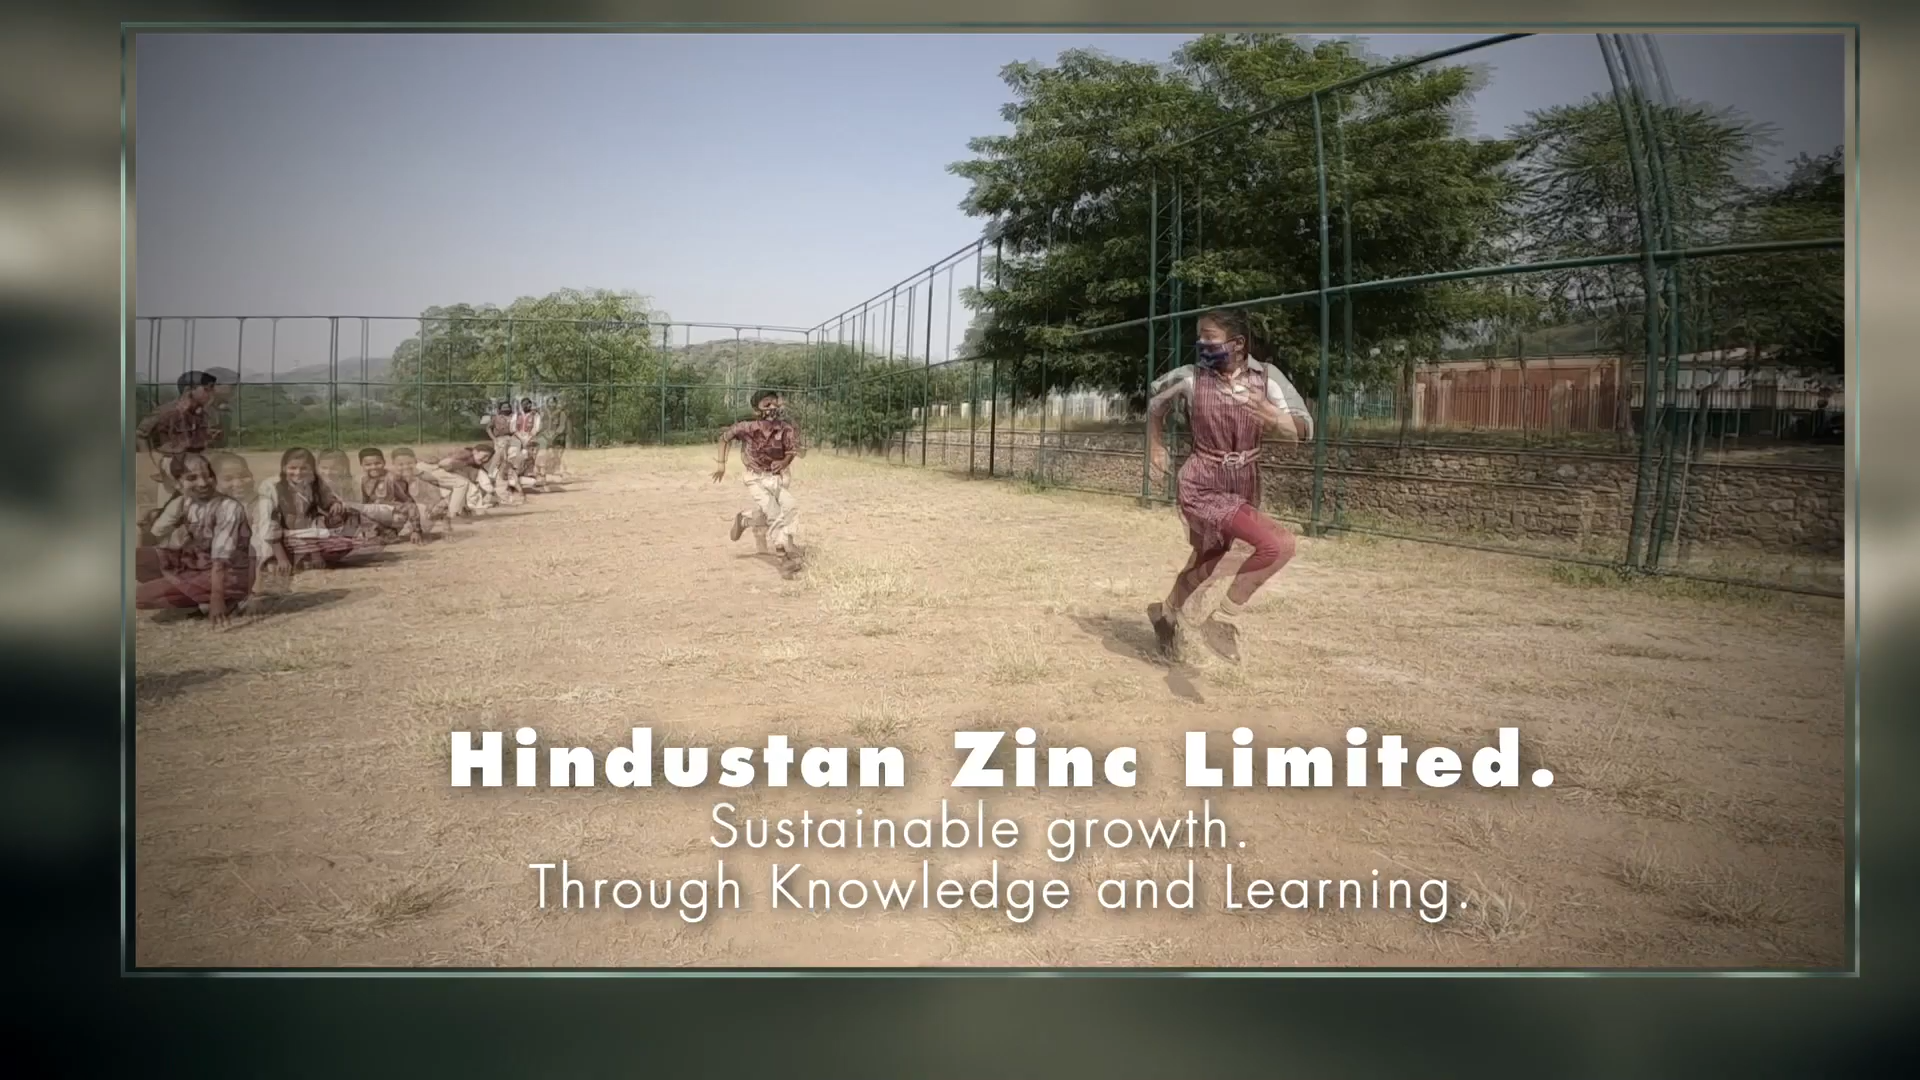 Hindustan Zinc Limited.
Sustainable growth.
Through Knowledge and Learning.